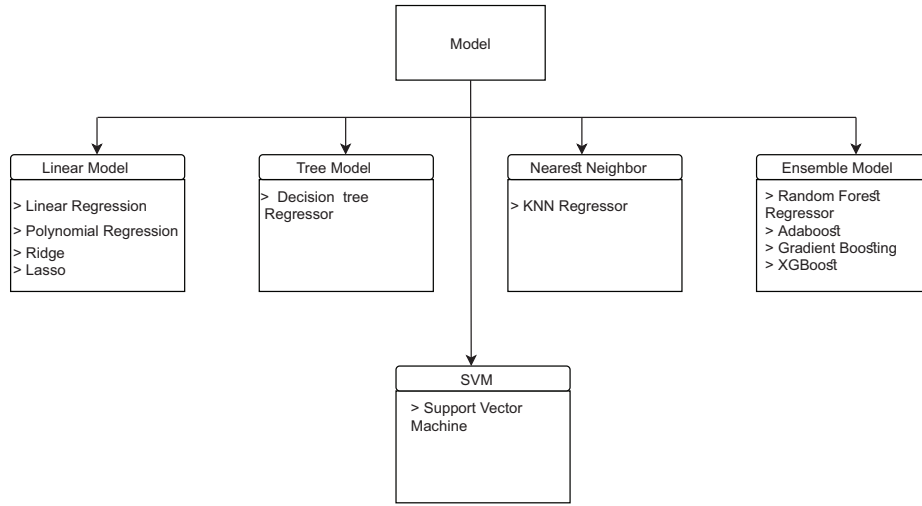 Model
Linear Model
> Linear Regression
> Polynomial Regression
> Ridge
> Lasso
Tree Model
> Decision tree
Regressor
Nearest Neighbor
> KNN Regressor
Ensemble Model
> Random Forest
Regressor
> Adaboost
> Gradient Boosting
> XGBoost
SVM
> Support Vector
Machine